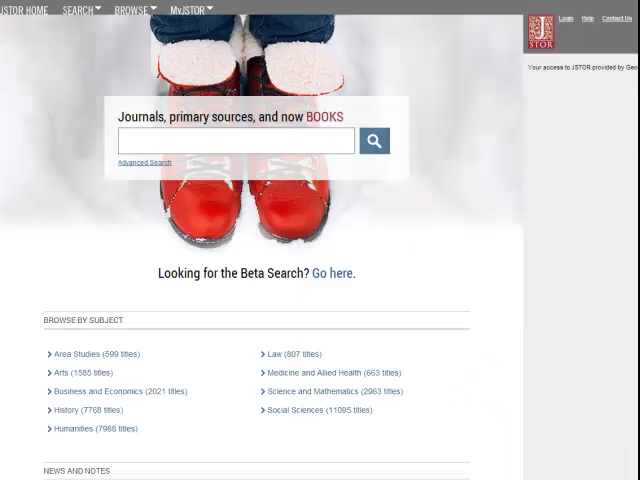 JSTOR HOME SEARCH BROWSE MyJSTOR
J
STOR
Login Help Contact Us
Your access to JSTOR provided by Geo
Journals, primary sources, and now BOOKS
Advanced Search
Looking for the Beta Search? Go here.
BROWSE BY SUBJECT
Area Studies (599 titles)
Arts (1585 titles)
Business and Economics (2021 titles)
History (7768 titles)
Humanities (7988 titles)
Law (807 titles)
Medicine and Allied Health (663 titles)
Science and Mathematics (2963 titles)
Social Sciences (11095 titles)
NEWS AND NOTES